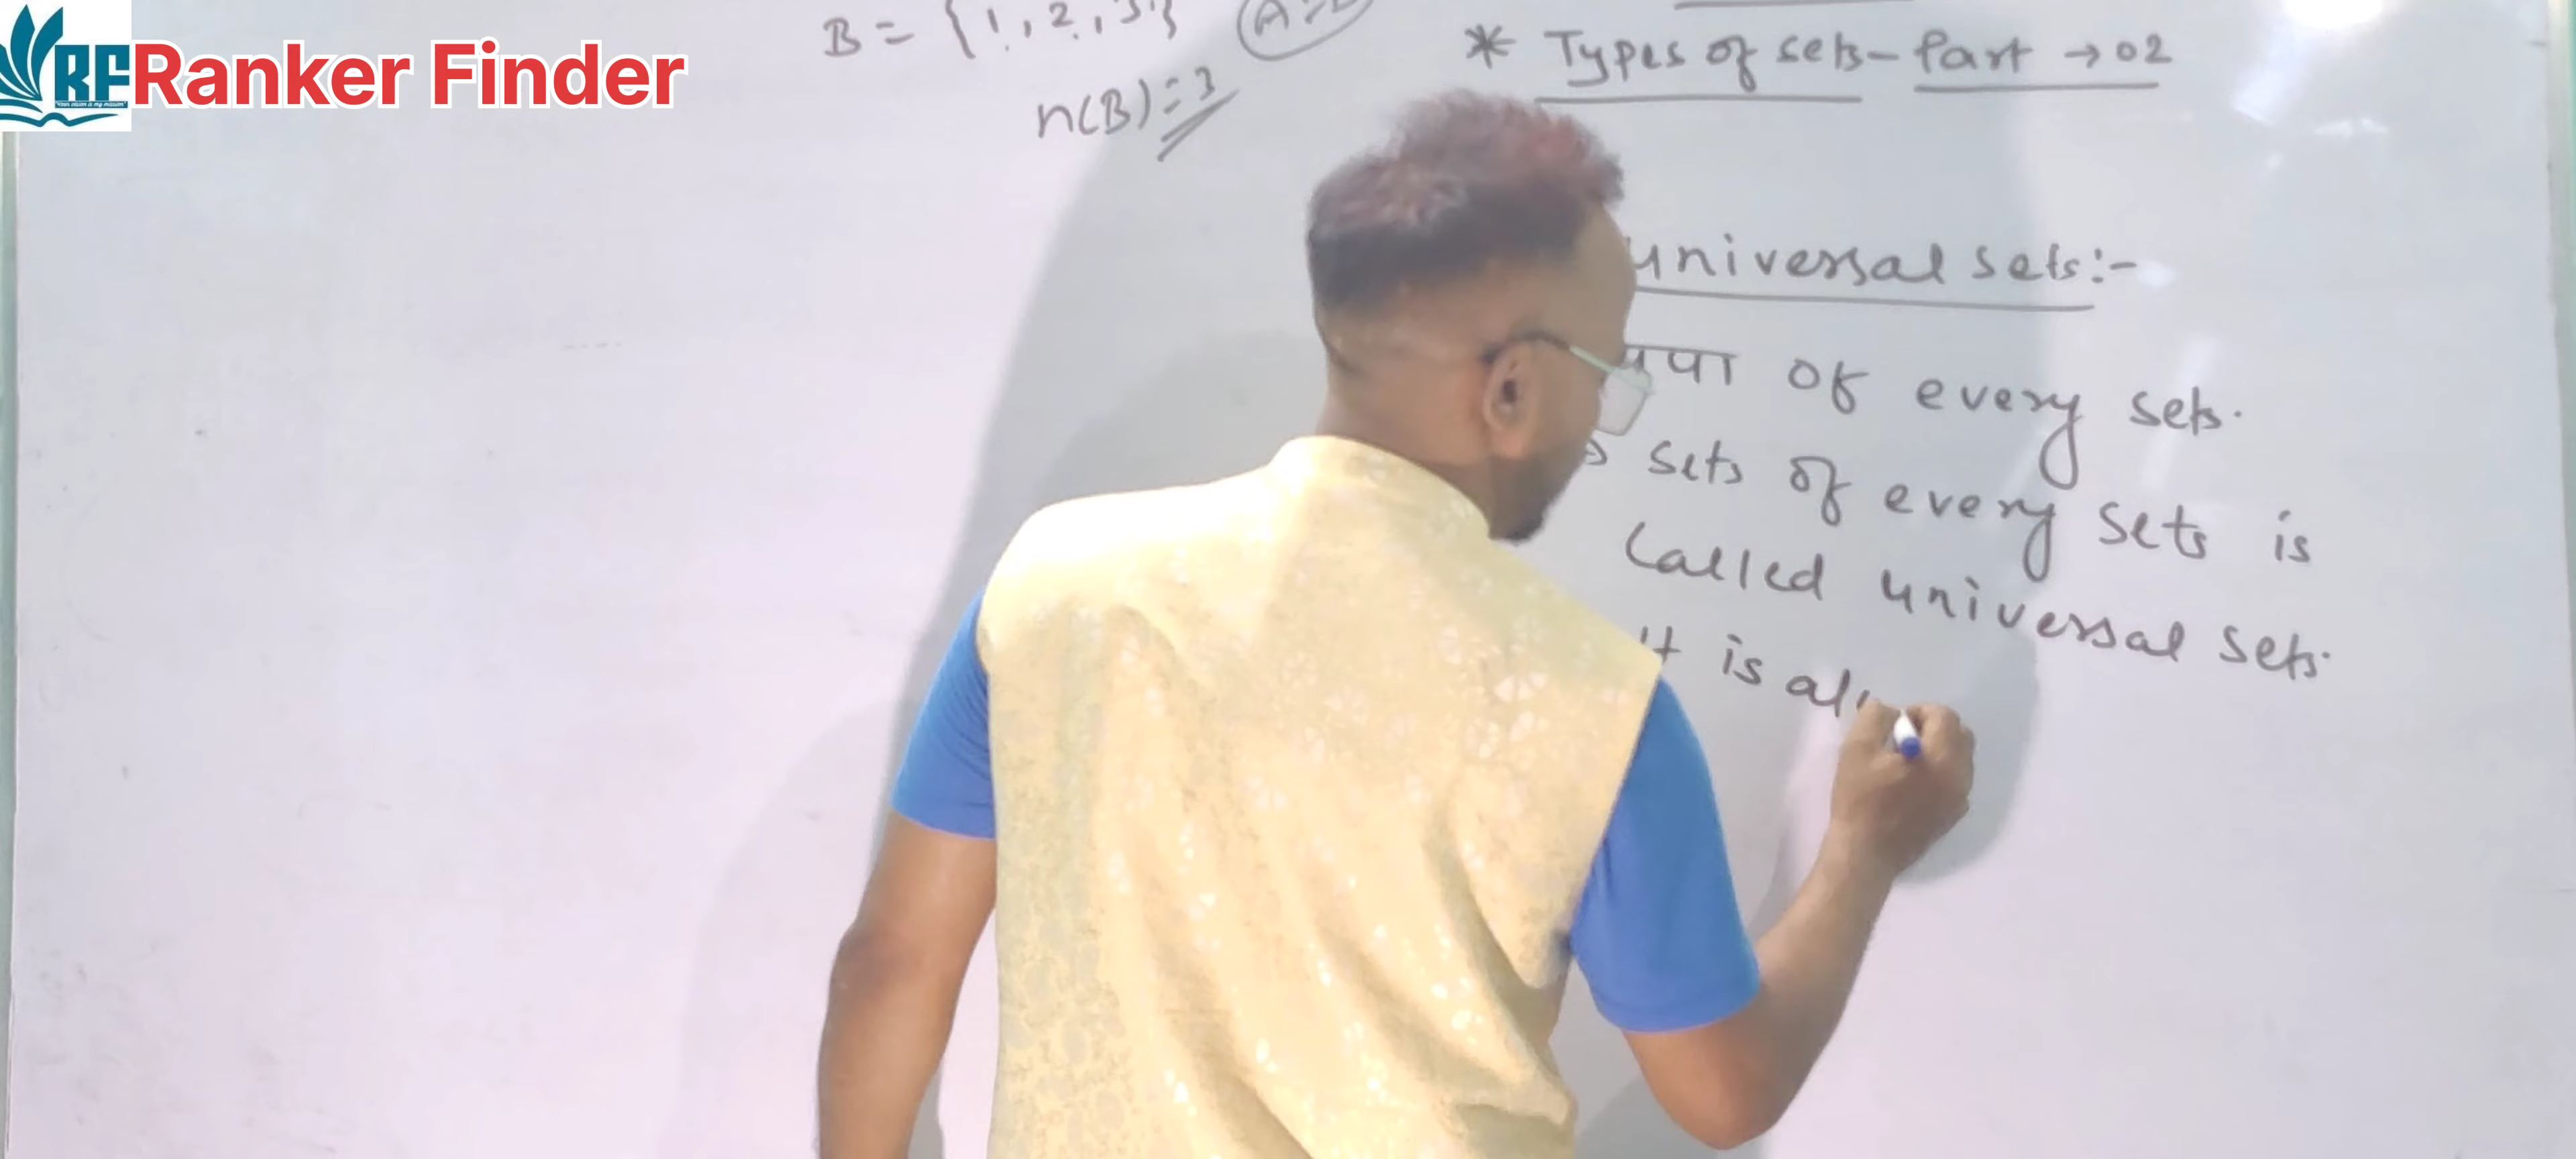 RF Ranker Finder
B = {1, 2, 3}
n(B) = 3
* Types of sets - Part → 02
universal sets:-
of every sets.
sets of every sets is
called universal sets.
It is